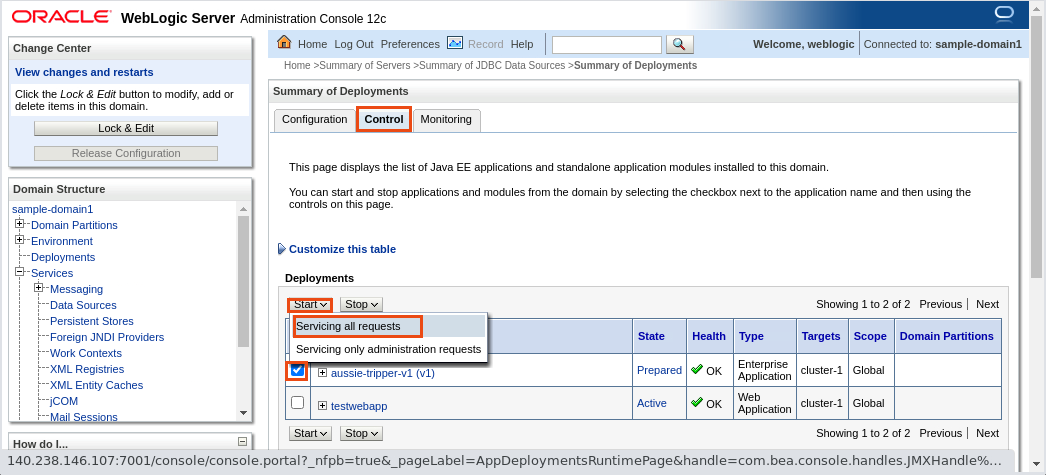 ORACLE WebLogic Server Administration Console 12c
Change Center
View changes and restarts
Click the Lock & Edit button to modify, add or
delete items in this domain.
Lock & Edit
Release Configuration
Domain Structure
sample-domain1
Domain Partitions
Environment
Deployments
Services
Messaging
Data Sources
Persistent Stores
Foreign JNDI Providers
Work Contexts
XML Registries
XML Entity Caches
jCOM
Mail Sessions
How do I...
Home Log Out Preferences Record Help
Welcome, weblogic Connected to: sample-domain1
Home >Summary of Servers >Summary of JDBC Data Sources >Summary of Deployments
Summary of Deployments
Configuration Control Monitoring
This page displays the list of Java EE applications and standalone application modules installed to this domain.
You can start and stop applications and modules from the domain by selecting the checkbox next to the application name and then using the
controls on this page.
Customize this table
Deployments
Start Stop Showing 1 to 2 of 2 Previous | Next
Servicing all requests
Servicing only administration requests
State Health Type Targets Scope Domain Partitions
aussie-tripper-v1 (v1) Prepared OK Enterprise Application cluster-1 Global
testwebapp Active OK Web Application cluster-1 Global
Start Stop Showing 1 to 2 of 2 Previous | Next
140.238.146.107:7001/console/console.portal?_nfpb=true&_pageLabel=AppDeploymentsRuntimePage&handle=com.bea.console.handles.JMXHandle%...